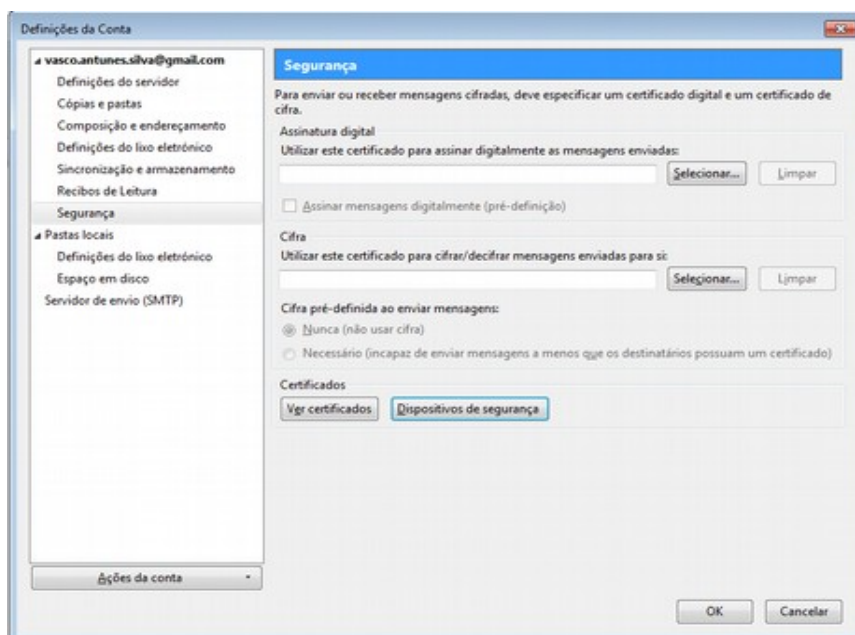 Definições da Conta
vasco.antunes.silva@gmail.com
Definições do servidor
Cópias e pastas
Composição e endereçamento
Definições do lixo eletrónico
Sincronização e armazenamento
Recibos de Leitura
Segurança
Pastas locais
Definições do lixo eletrónico
Espaço em disco
Servidor de envio (SMTP)
Ações da conta
Segurança
Para enviar ou receber mensagens cifradas, deve especificar um certificado digital e um certificado de
cifra.
Assinatura digital
Utilizar este certificado para assinar digitalmente as mensagens enviadas:
Selecionar... Limpar
Assinar mensagens digitalmente (pré-definição)
Cifra
Utilizar este certificado para cifrar/decifrar mensagens enviadas para si:
Selecionar... Limpar
Cifra pré-definida ao enviar mensagens:
Nunca (não usar cifra)
Necessário (incapaz de enviar mensagens a menos que os destinatários possuam um certificado)
Certificados
Ver certificados Dispositivos de segurança
OK Cancelar